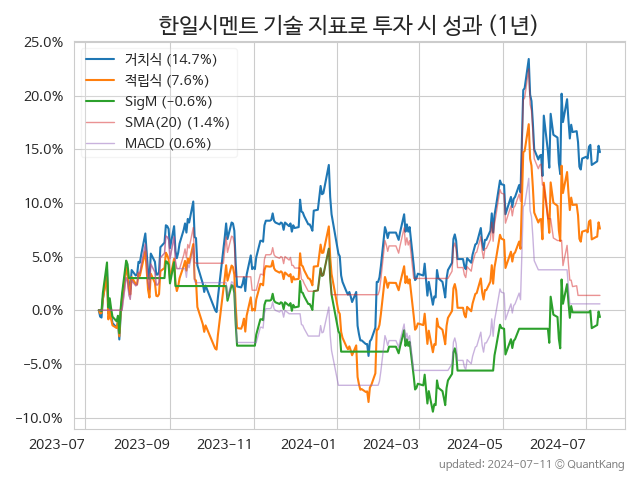 한일시멘트 기술 지표로 투자 시 성과 (1년)
25.0%
20.0%
15.0%
10.0%
5.0%
0.0%
−5.0%
−10.0%
거치식 (14.7%)
적립식 (7.6%)
SigM (−0.6%)
SMA(20) (1.4%)
MACD (0.6%)
2023-07 2023-09 2023-11 2024-01 2024-03 2024-05 2024-07
updated: 2024-07-11 © QuantKang